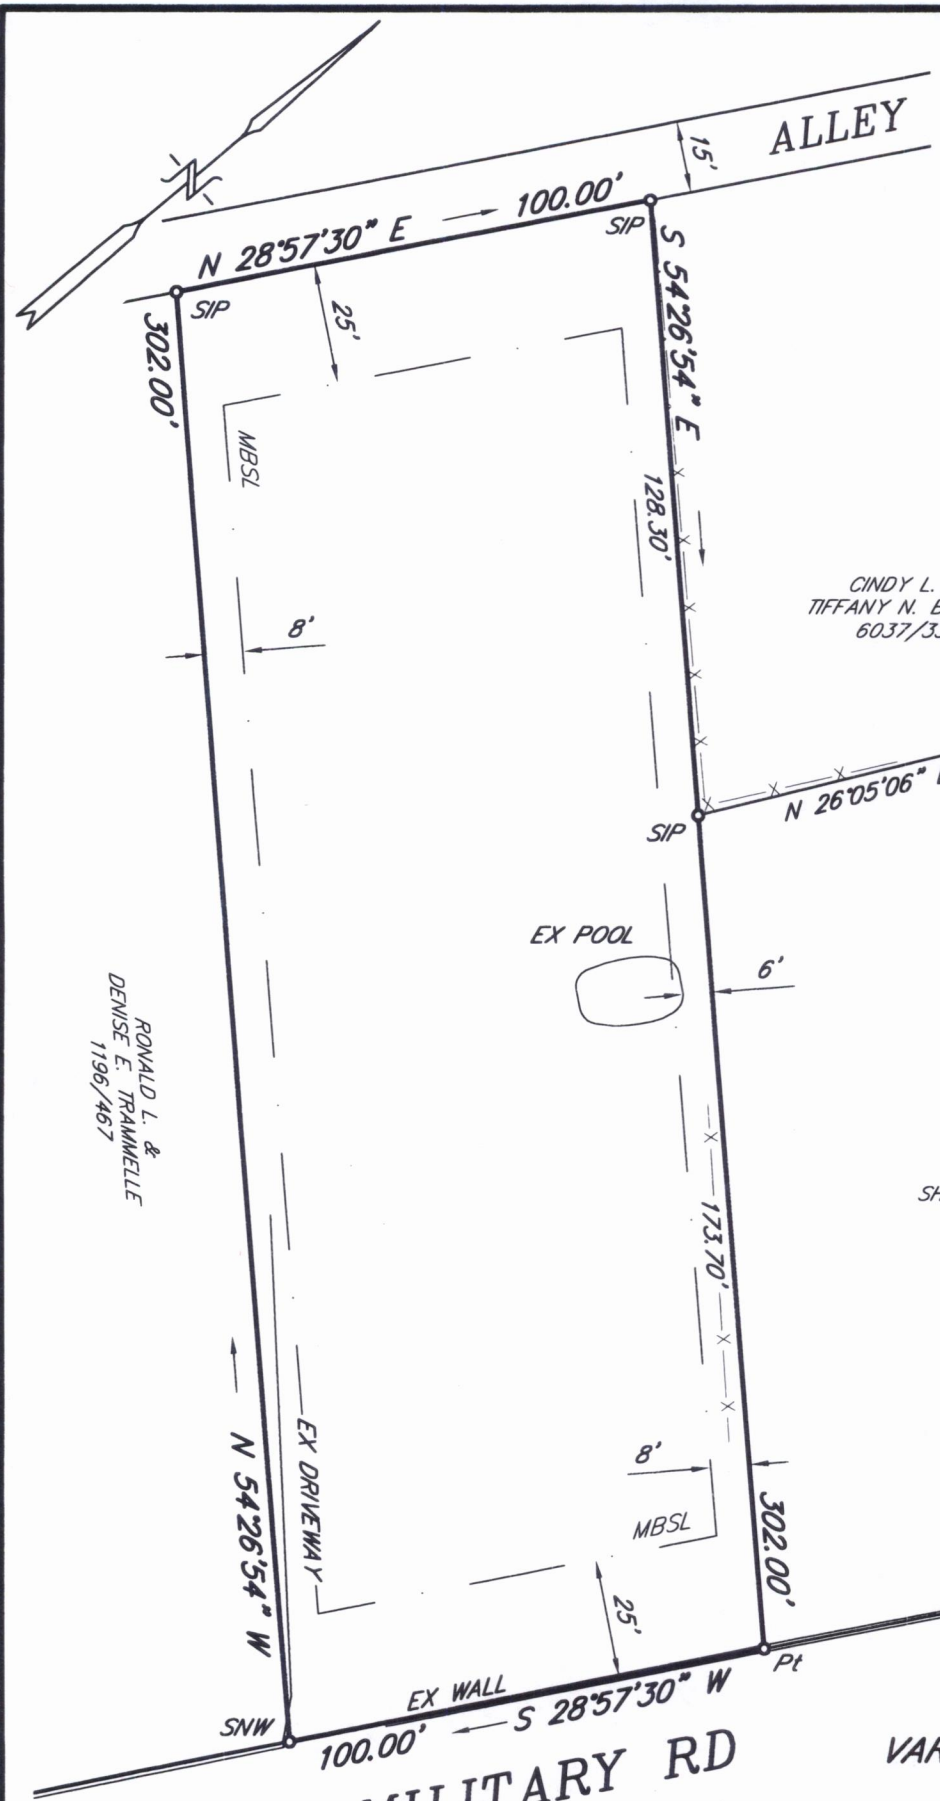 ALLEY
15'
N
N 28°57'30" E
100.00'
SIP
SIP
S 54°26'54" E
302.00'
25'
MBSL
128.30'
8'
CINDY L.
TIFFANY N.
6037/
N 26°05'06"
SIP
EX POOL
6'
RONALD L. &
DENISE E. TRAMMELLE
1196/467
173.70'
N 54°26'54" W
EX DRIVEWAY
8'
MBSL
302.00'
25'
Pt
EX WALL
S 28°57'30" W
SNW
100.00'
MILITARY RD